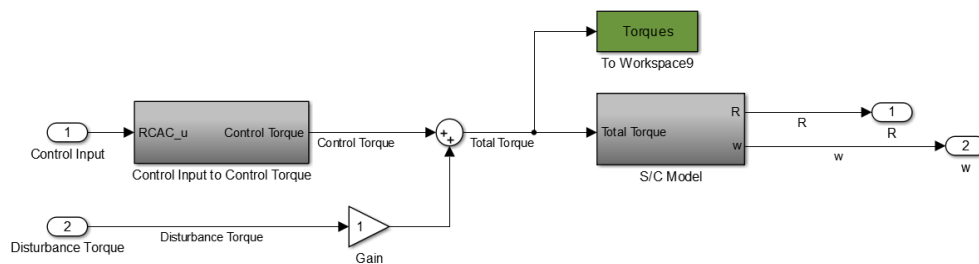 Torques
To Workspace9
1
Control Input
RCAC_u
Control Torque
Control Input to Control Torque
Control Torque
+
+
Total Torque
Total Torque
R
w
S/C Model
R
1
R
w
2
w
2
Disturbance Torque
Disturbance Torque
1
Gain